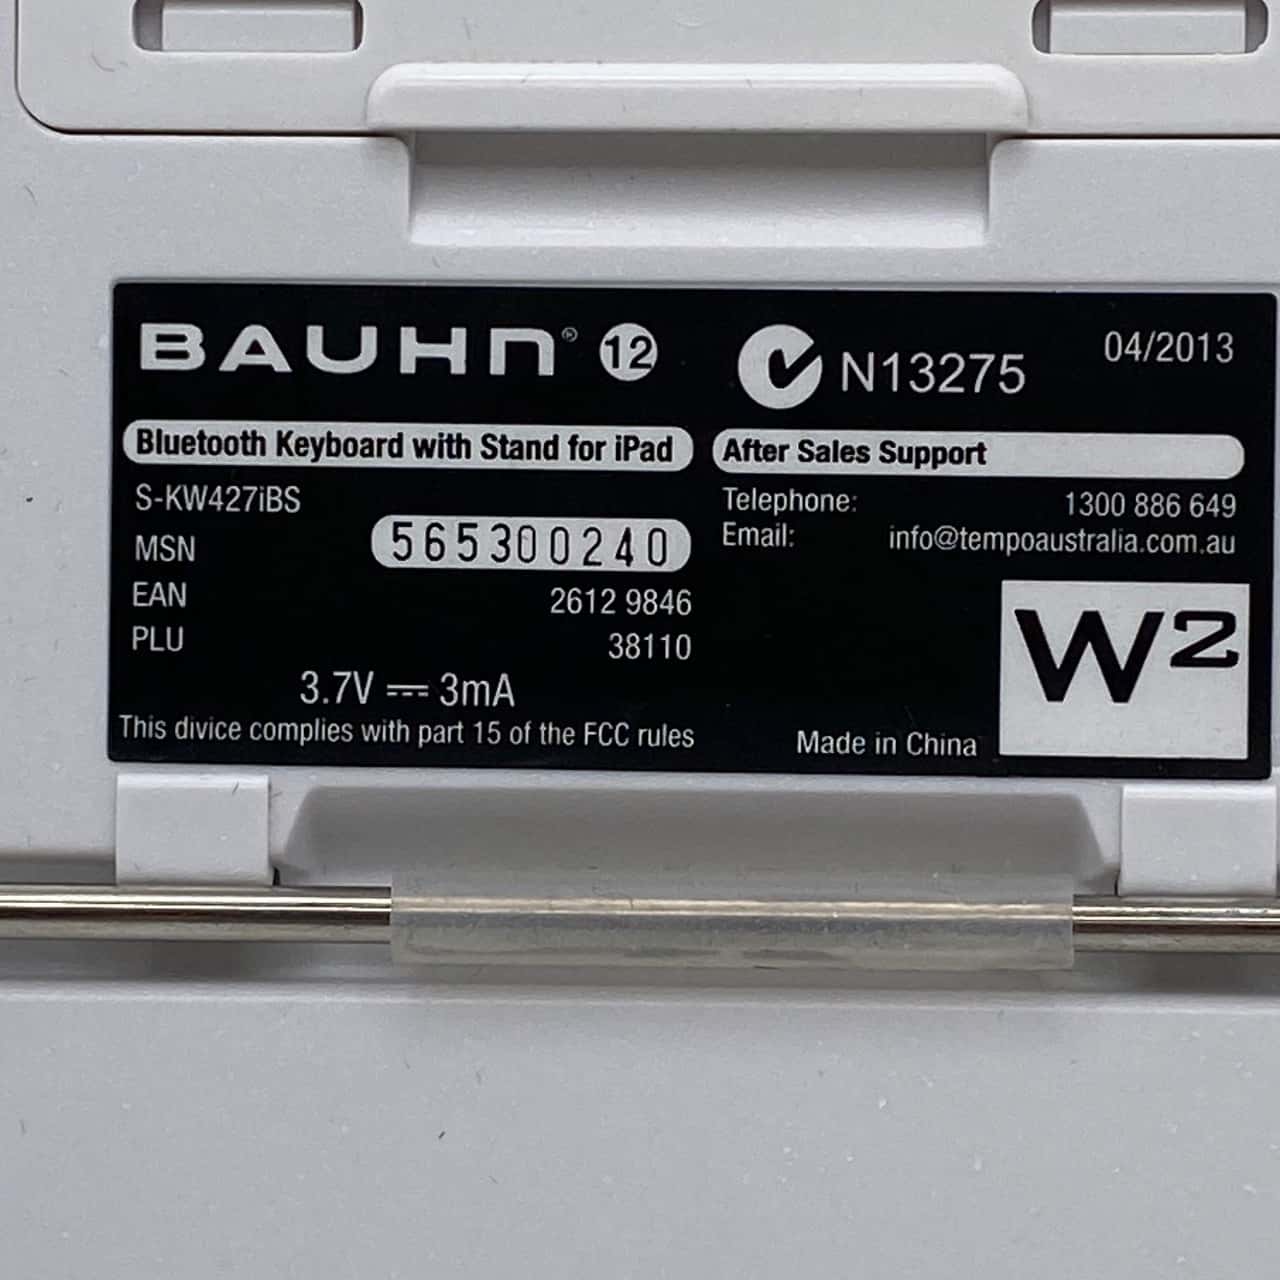 BAUHN® 12
Bluetooth Keyboard with Stand for iPad
S-KW427iBS
MSN 565300240
EAN 2612 9846
PLU 38110
3.7V ⎓ 3mA
This divice complies with part 15 of the FCC rules
N13275
04/2013
After Sales Support
Telephone: 1300 886 649
Email: info@tempoaustralia.com.au
W2
Made in China